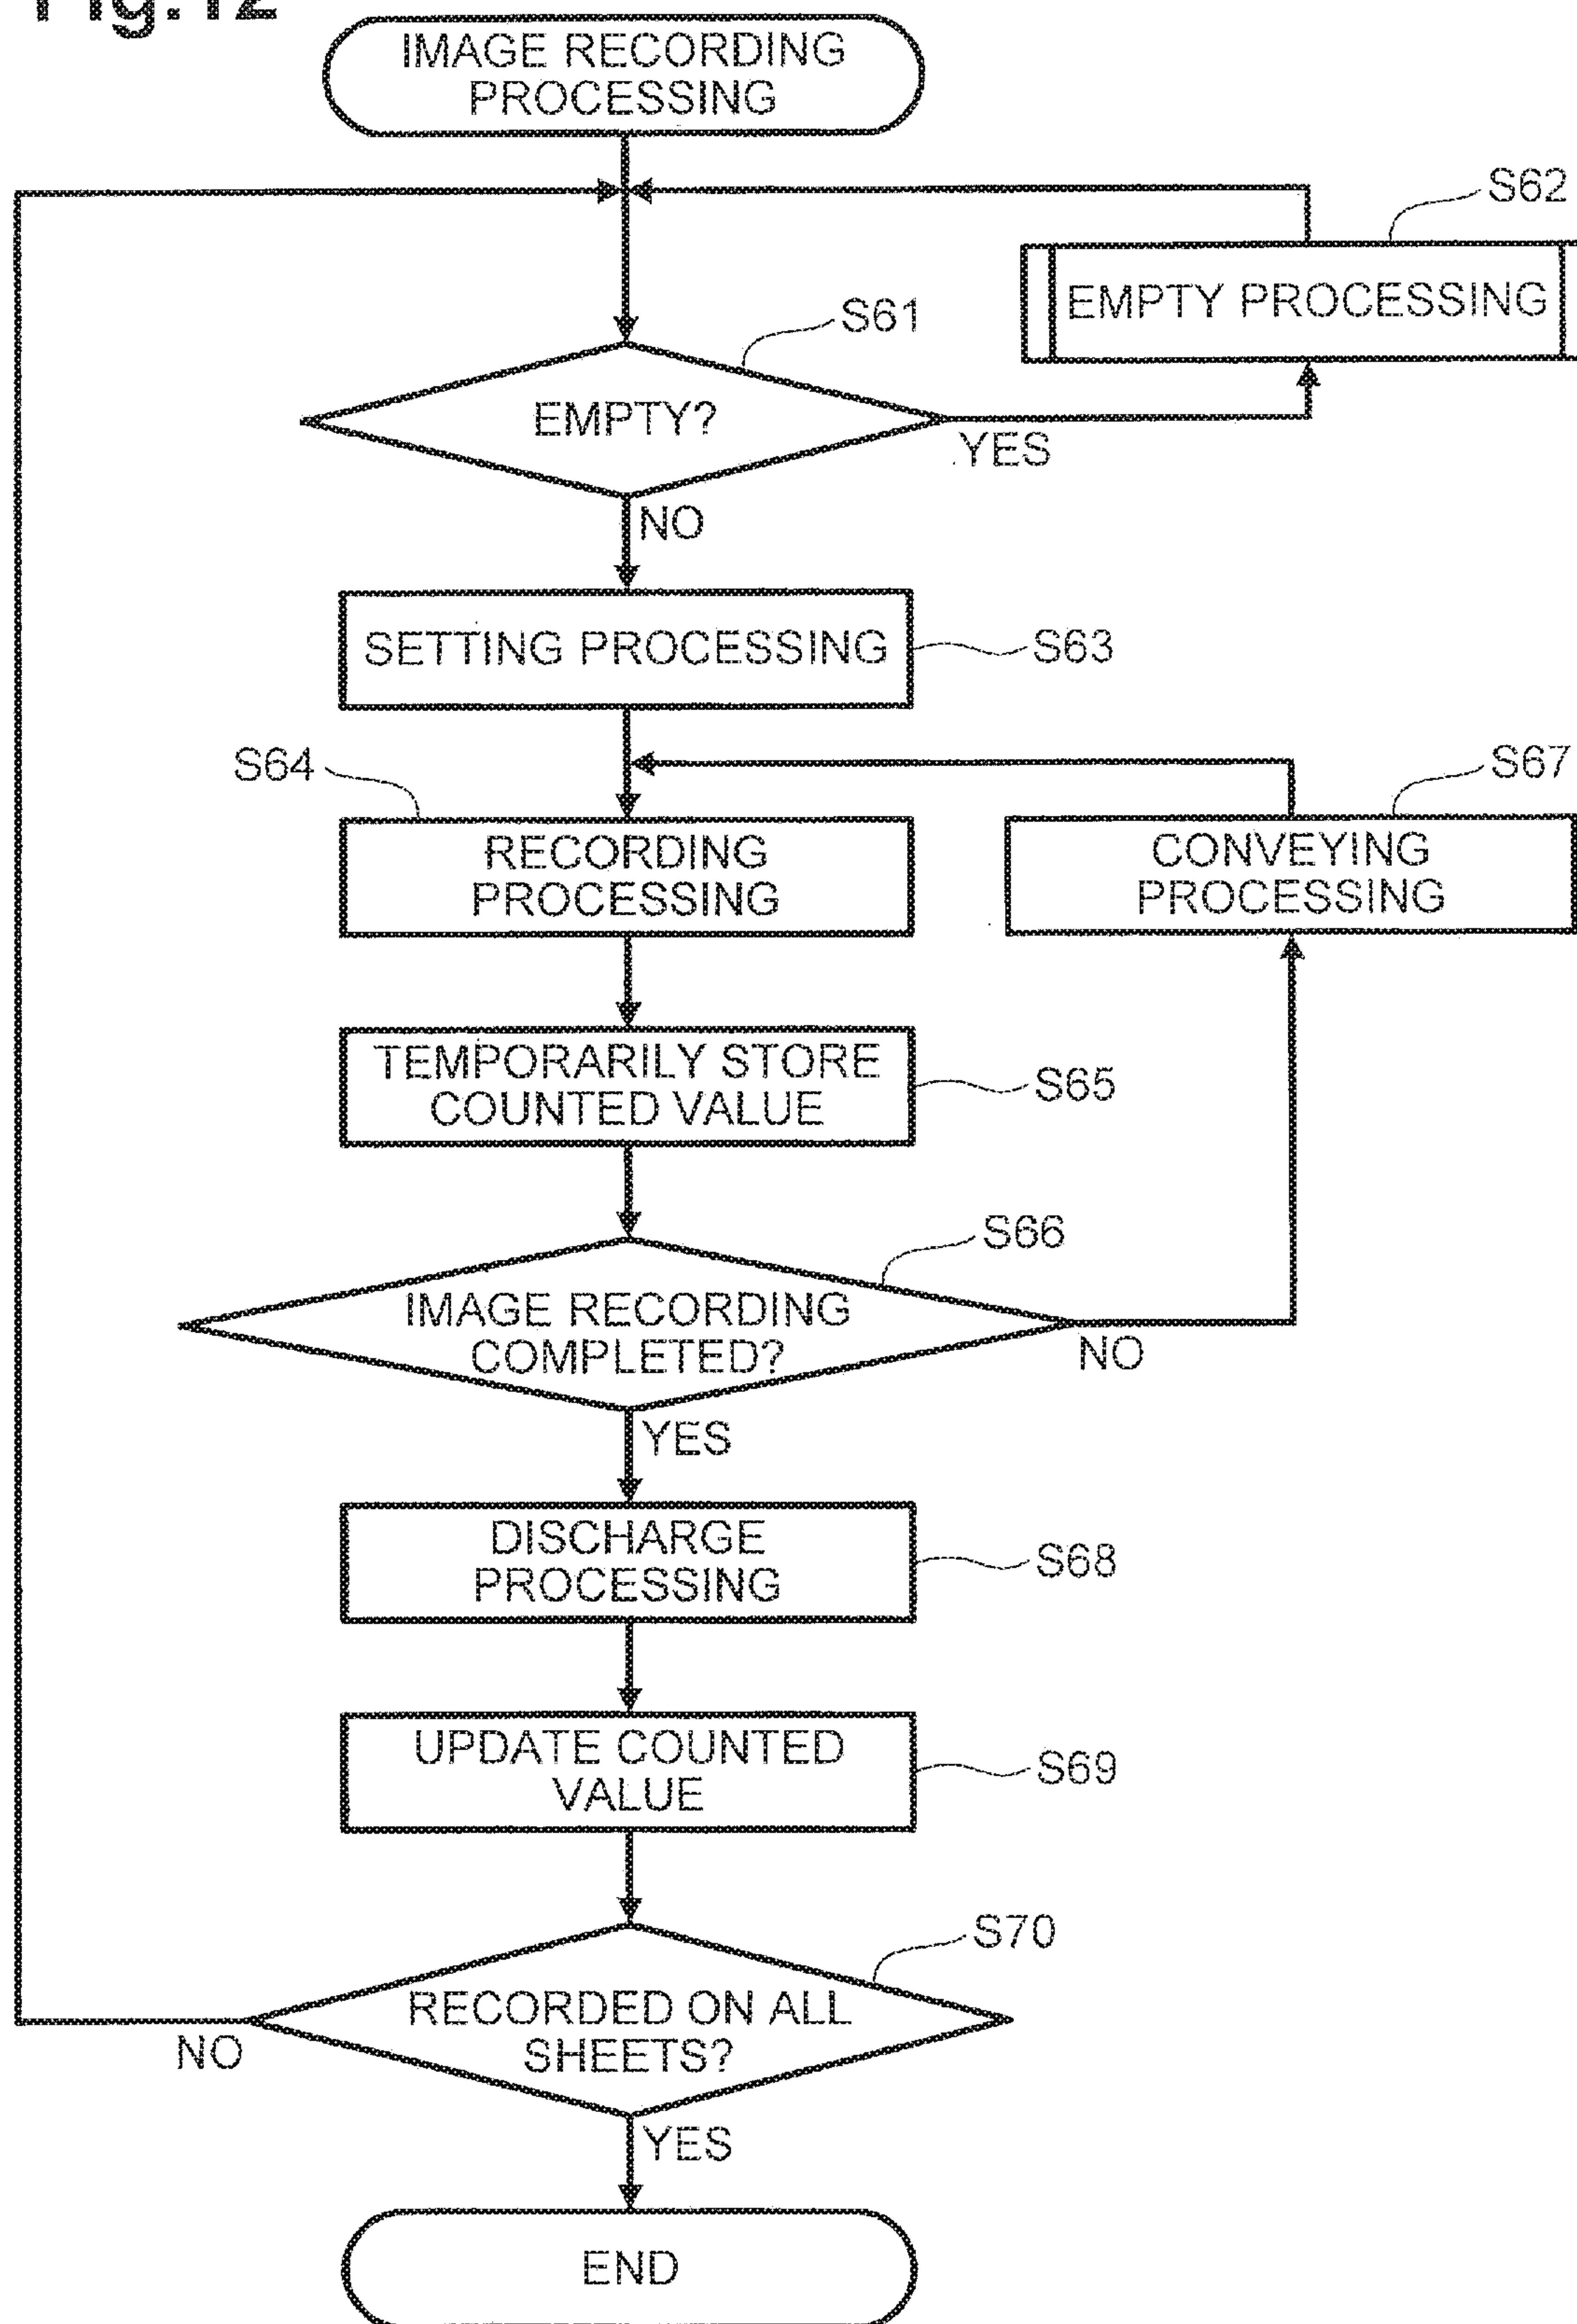 Fig.12
IMAGE RECORDING
PROCESSING
S62
EMPTY PROCESSING
S61
EMPTY?
YES
NO
SETTING PROCESSING
S63
S64
S67
RECORDING
PROCESSING
CONVEYING
PROCESSING
TEMPORARILY STORE
COUNTED VALUE
S65
S66
IMAGE RECORDING
COMPLETED?
NO
YES
DISCHARGE
PROCESSING
S68
UPDATE COUNTED
VALUE
S69
S70
RECORDED ON ALL
SHEETS?
NO
YES
END